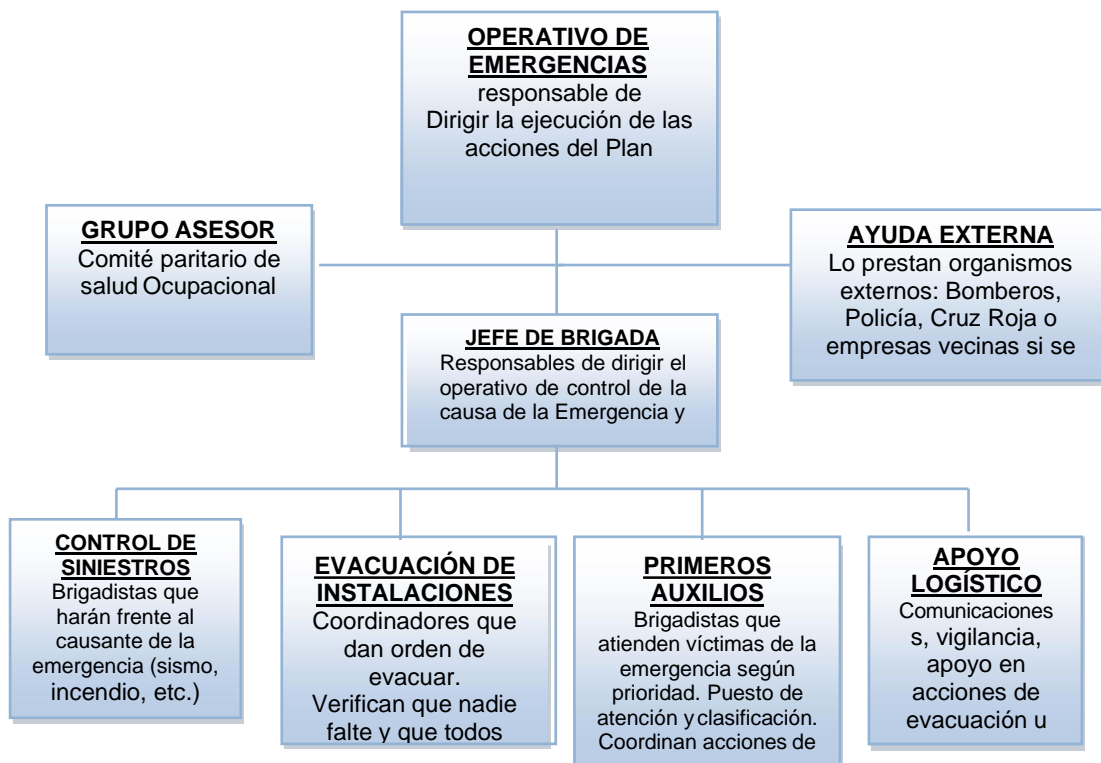 OPERATIVO DE
EMERGENCIAS
responsable de
Dirigir la ejecución de las
acciones del Plan
GRUPO ASESOR
Comité paritario de
salud Ocupacional
AYUDA EXTERNA
Lo prestan organismos
externos: Bomberos,
Policía, Cruz Roja o
empresas vecinas si se
JEFE DE BRIGADA
Responsables de dirigir el
operativo de control de la
causa de la Emergencia y
CONTROL DE
SINIESTROS
Brigadistas que
harán frente al
causante de la
emergencia (sismo,
incendio, etc.)
EVACUACIÓN DE
INSTALACIONES
Coordinadores que
dan orden de
evacuar.
Verifican que nadie
falte y que todos
PRIMEROS
AUXILIOS
Brigadistas que
atienden víctimas de la
emergencia según
prioridad. Puesto de
atención y clasificación.
Coordinan acciones de
APOYO
LOGÍSTICO
Comunicaciones
s, vigilancia,
apoyo en
acciones de
evacuación u